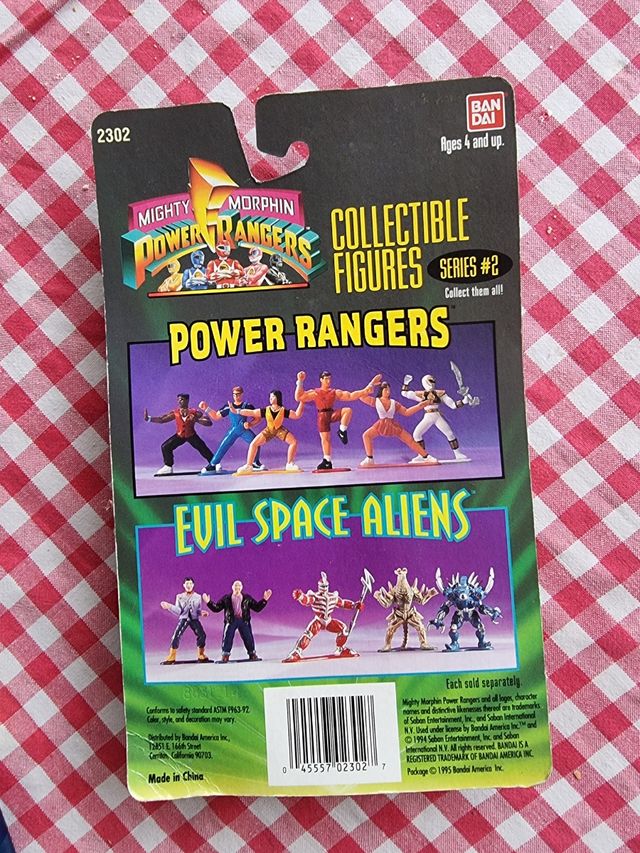 2302
BAN
DAI
Ages 4 and up.
MIGHTY MORPHIN
POWER RANGERS
COLLECTIBLE
FIGURES SERIES #2
Collect them all!
POWER RANGERS™
EVIL SPACE ALIENS™
Each sold separately.
Conforms to safety standard ASTM F963-92
Color, style, and decoration may vary.
Distributed by Bandai America Inc.,
12851 E. 166th Street
Cerritos, California 90703.
Made in China
0 45557 02302 7
Mighty Morphin Power Rangers and all logos, character
names and distinctive likenesses thereof are trademarks
of Saban Entertainment, Inc., and Saban International
N.V. Used under license by Bandai America Inc.™ and
© 1994 Saban Entertainment, Inc. and Saban
International N.V. All rights reserved. BANDAI IS A
REGISTERED TRADEMARK OF BANDAI AMERICA INC.
Package © 1995 Bandai America Inc.